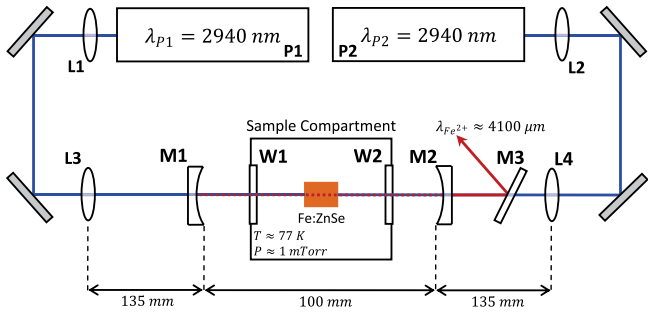 λP1 = 2940 nm
P1
P2
λP2 = 2940 nm
L1
L2
Sample Compartment
λFe2+ ≈ 4100 μm
L3
M1
W1
W2
M2
M3
L4
Fe:ZnSe
T ≈ 77 K
P ≈ 1 mTorr
135 mm
100 mm
135 mm